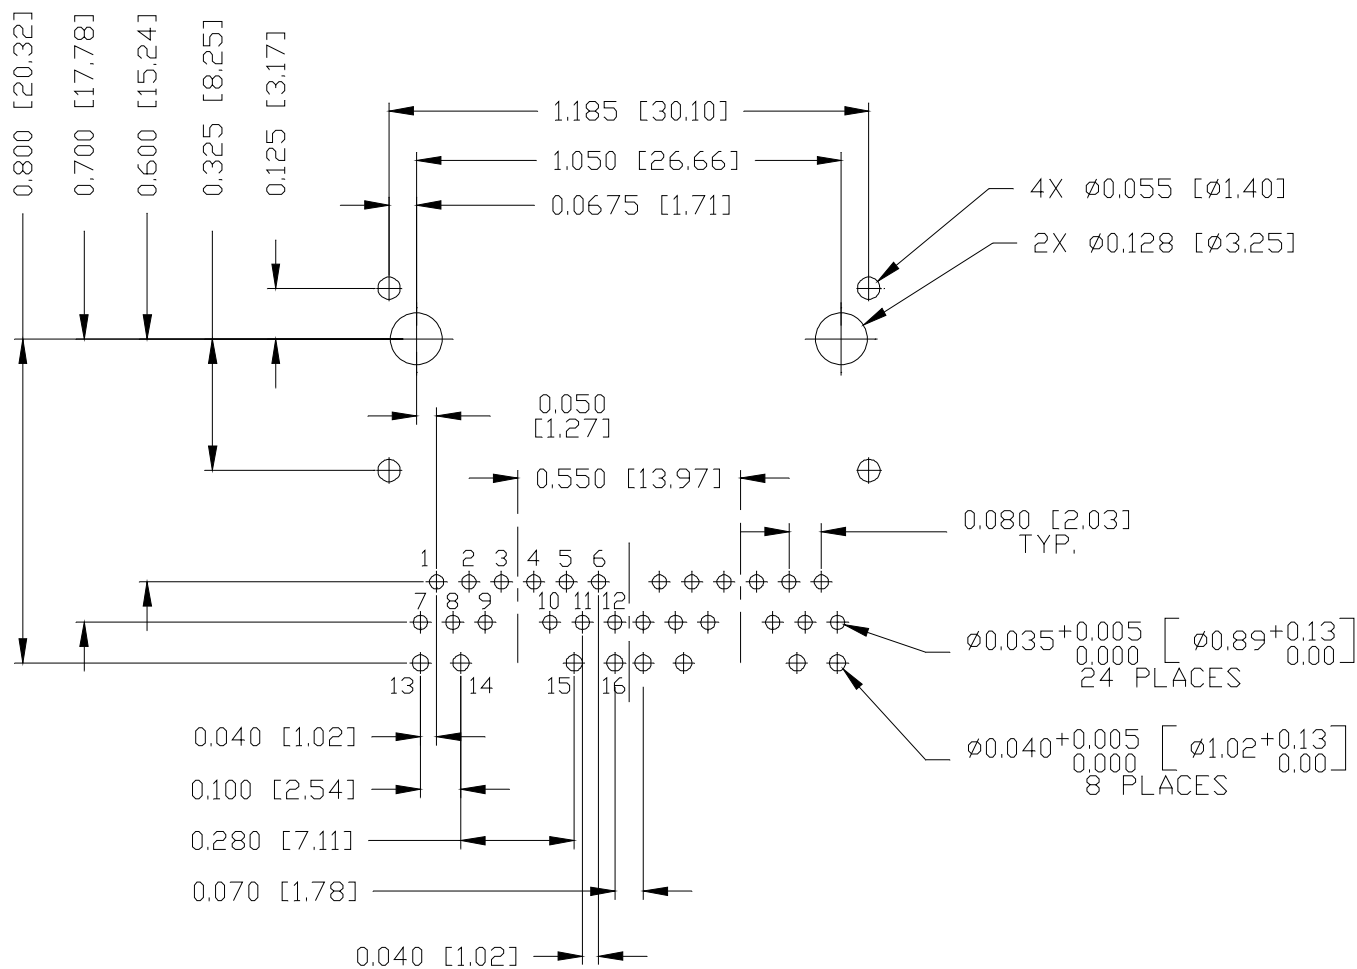 0.800 [20.32]
0.700 [17.78]
0.600 [15.24]
0.325 [8.25]
0.125 [3.17]
1.185 [30.10]
1.050 [26.66]
0.0675 [1.71]
4X ø0.055 [ø1.40]
2X ø0.128 [ø3.25]
0.050
[1.27]
0.550 [13.97]
0.080 [2.03]
TYP.
1 2 3 4 5 6
7 8 9 10 11 12
13 14 15 16
ø0.035 +0.005 [ ø0.89 +0.13 ]
0.000 0.00
24 PLACES
0.040 [1.02]
ø0.040 +0.005 [ ø1.02 +0.13 ]
0.000 0.00
8 PLACES
0.100 [2.54]
0.280 [7.11]
0.070 [1.78]
0.040 [1.02]